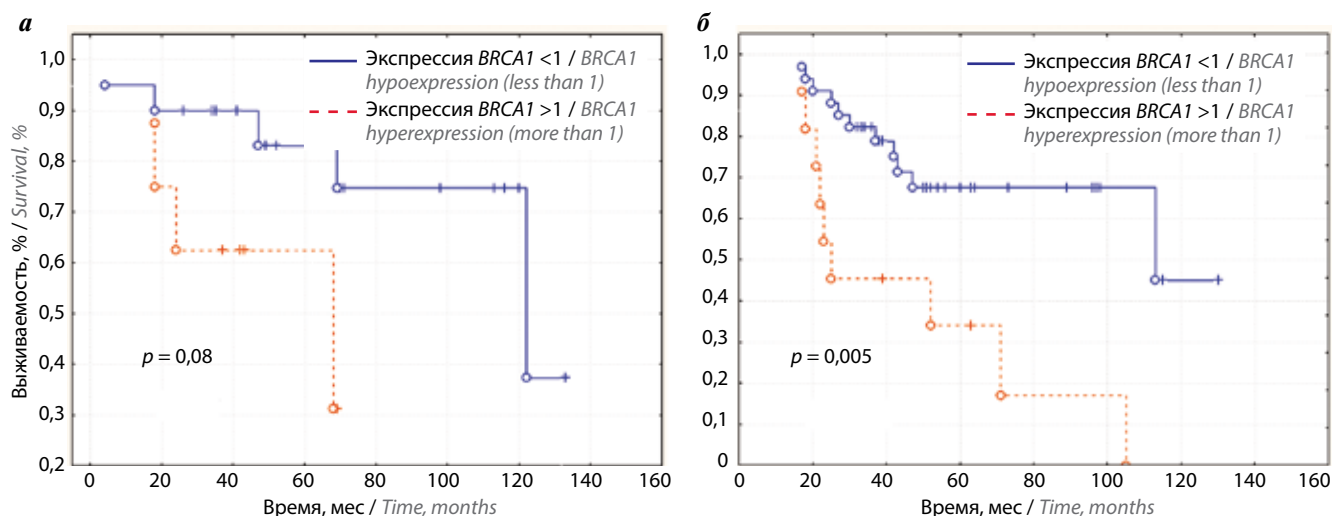 а
Выживаемость, % / Survival, %
1,0
0,9
0,8
0,7
0,6
0,5
0,4
0,3
0,2
Экспрессия BRCA1 <1 / BRCA1
hypoexpression (less than 1)
Экспрессия BRCA1 >1 / BRCA1
hyperexpression (more than 1)
p = 0,08
0 20 40 60 80 100 120 140 160
Время, мес / Time, months
б
1,0
0,9
0,8
0,7
0,6
0,5
0,4
0,3
0,2
0,1
0
Экспрессия BRCA1 <1 / BRCA1
hypoexpression (less than 1)
Экспрессия BRCA1 >1 / BRCA1
hyperexpression (more than 1)
p = 0,005
0 20 40 60 80 100 120 140 160
Время, мес / Time, months